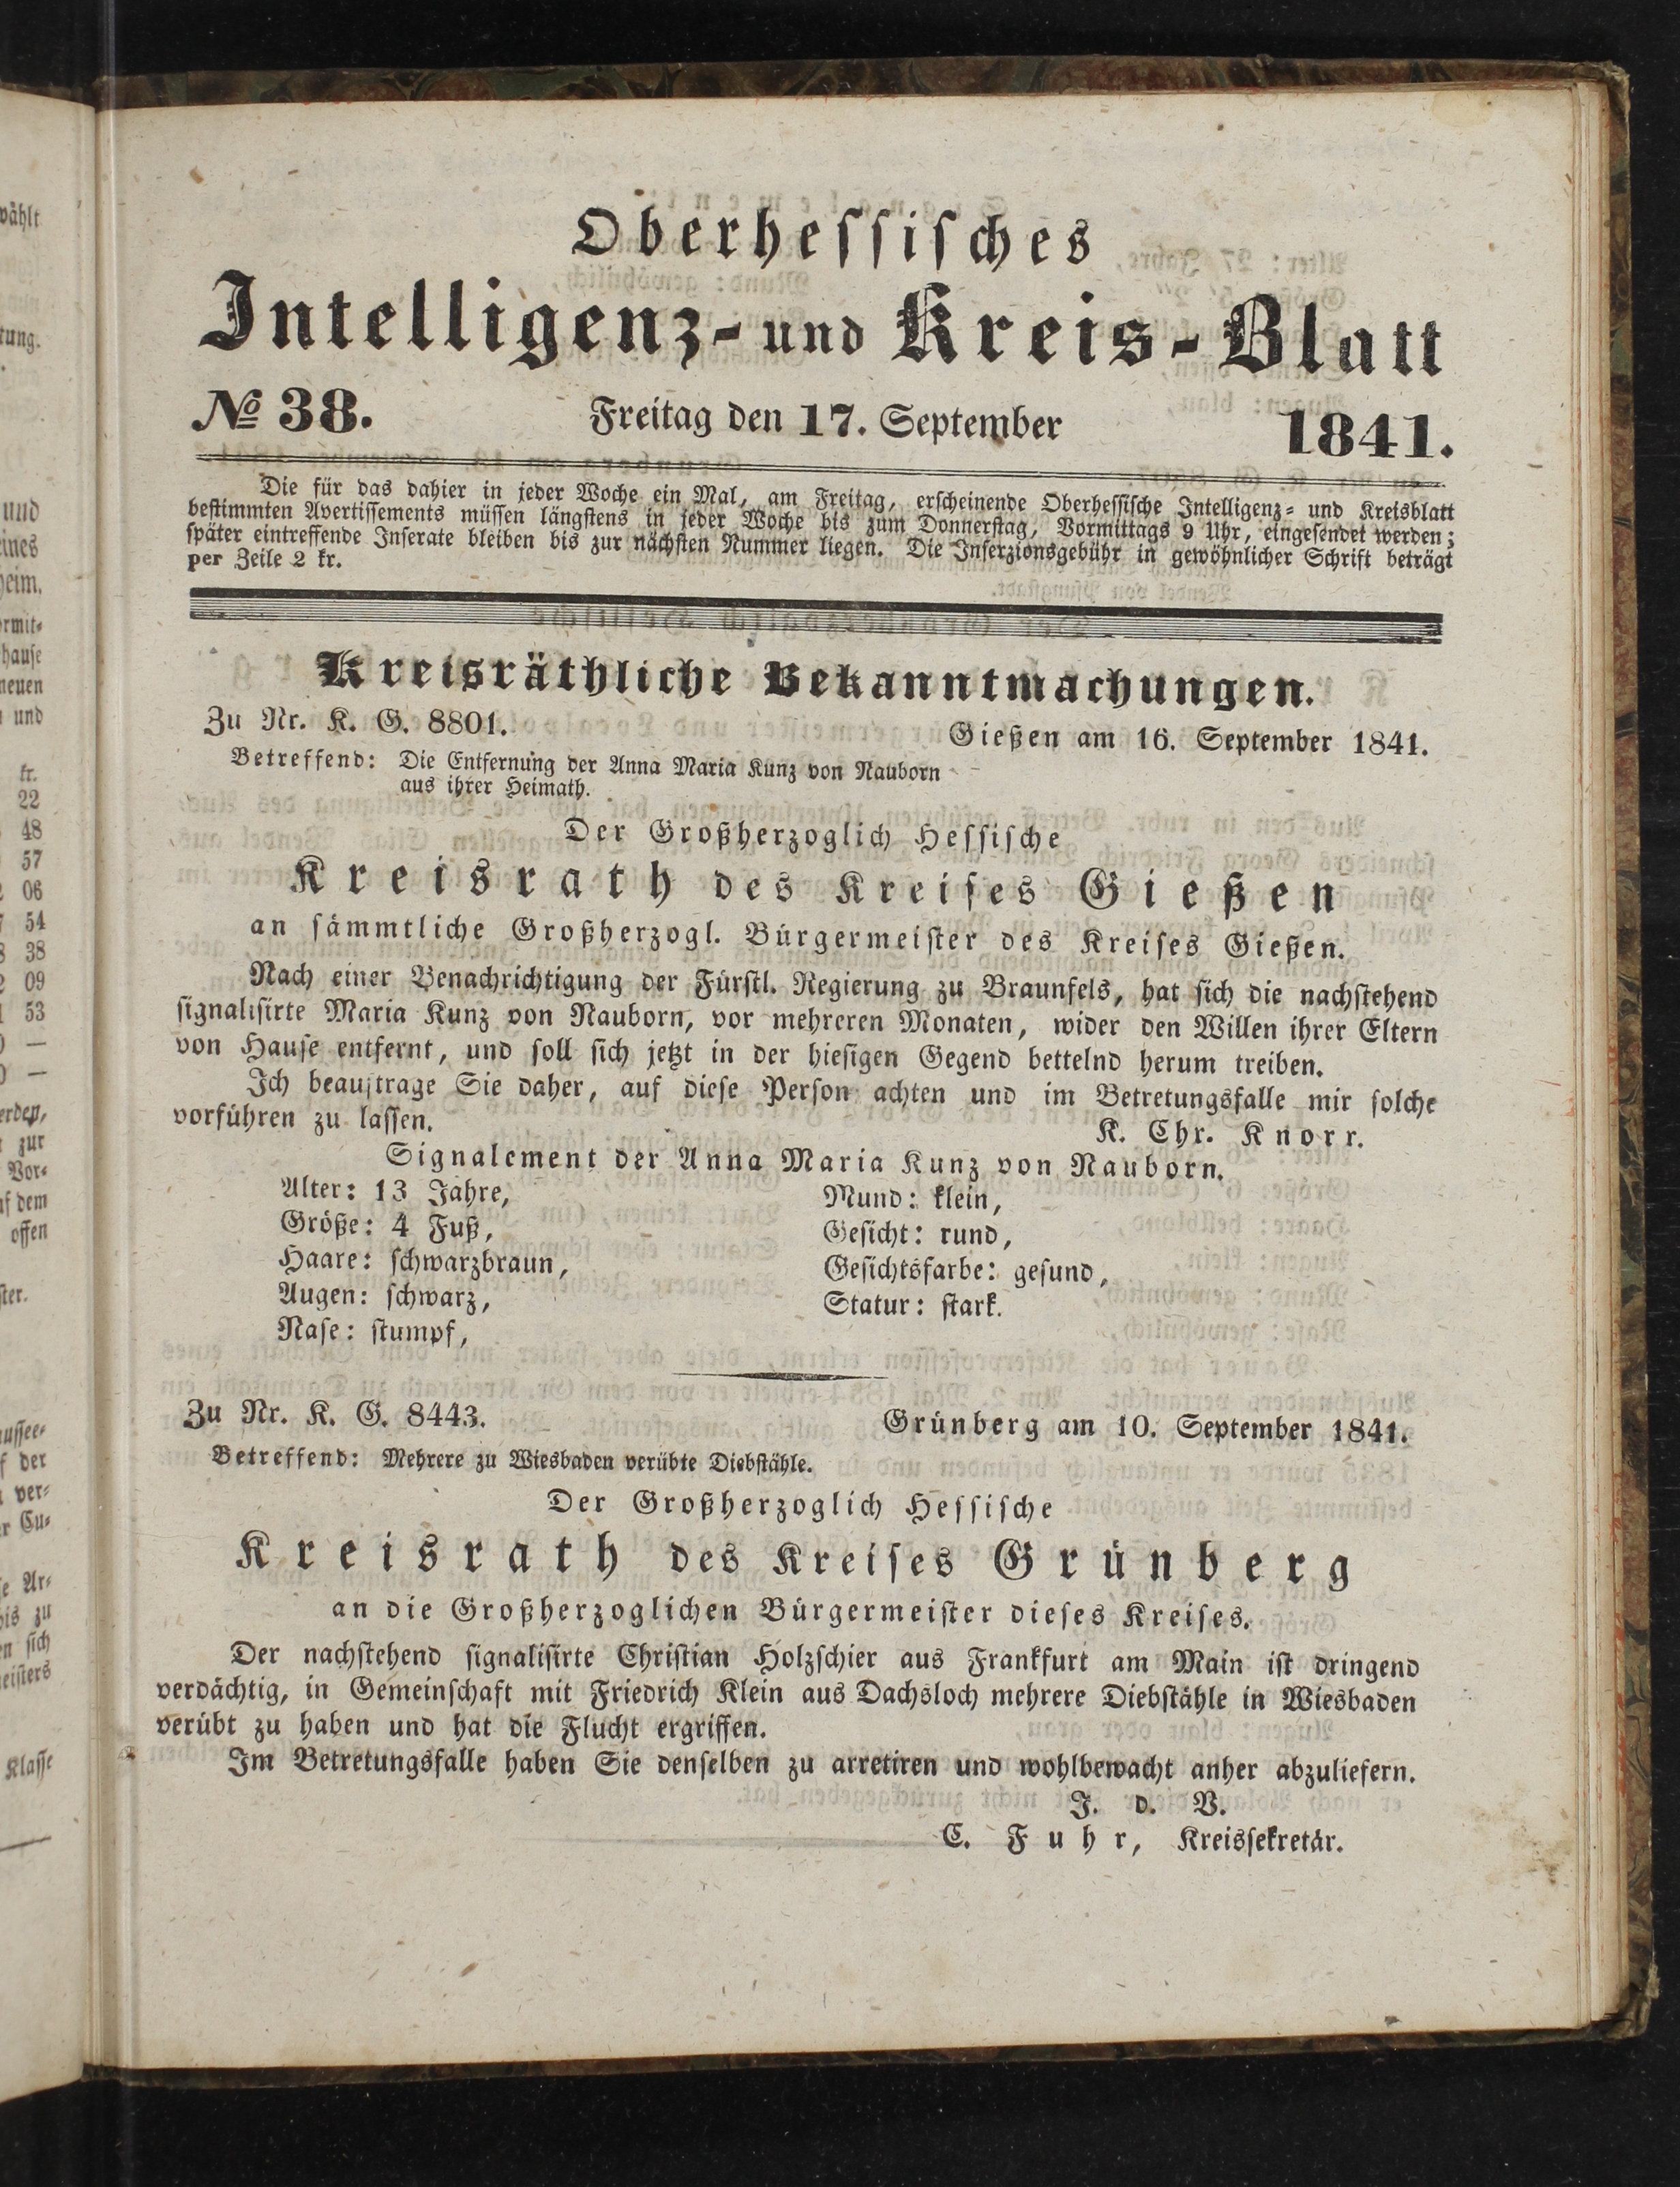 Oberhessisches
Intelligenz- und Kreis-Blatt
№ 38. Freitag den 17. September 1841.
Die für das dahier in jeder Woche ein Mal, am Freitag, erscheinende Oberhessische Intelligenz- und Kreisblatt
bestimmten Avertissements müssen längstens in jeder Woche bis zum Donnerstag, Vormittags 9 Uhr, eingesendet werden;
später eintreffende Inserate bleiben bis zur nächsten Nummer liegen. Die Inserzionsgebühr in gewöhnlicher Schrift beträgt
per Zeile 2 kr.
Kreisräthliche Bekanntmachungen.
Zu Nr. K. G. 8801. Gießen am 16. September 1841.
Betreffend: Die Entfernung der Anna Maria Kunz von Nauborn
aus ihrer Heimath.
Der Großherzoglich Hessische
Kreisrath des Kreises Gießen
an sämmtliche Großherzogl. Bürgermeister des Kreises Gießen.
Nach einer Benachrichtigung der Fürstl. Regierung zu Braunfels, hat sich die nachstehend
signalisirte Maria Kunz von Nauborn, vor mehreren Monaten, wider den Willen ihrer Eltern
von Hause entfernt, und soll sich jetzt in der hiesigen Gegend bettelnd herum treiben.
Ich beauftrage Sie daher, auf diese Person achten und im Betretungsfalle mir solche
vorführen zu lassen. K. Chr. Knorr.
Signalement der Anna Maria Kunz von Nauborn.
Alter: 13 Jahre,
Größe: 4 Fuß,
Haare: schwarzbraun,
Augen: schwarz,
Nase: stumpf,
Mund: klein,
Gesicht: rund,
Gesichtsfarbe: gesund,
Statur: stark.
Zu Nr. K. G. 8443. Grünberg am 10. September 1841.
Betreffend: Mehrere zu Wiesbaden verübte Diebstähle.
Der Großherzoglich Hessische
Kreisrath des Kreises Grünberg
an die Großherzoglichen Bürgermeister dieses Kreises.
Der nachstehend signalisirte Christian Holzschier aus Frankfurt am Main ist dringend
verdächtig, in Gemeinschaft mit Friedrich Klein aus Dachsloch mehrere Diebstähle in Wiesbaden
verübt zu haben und hat die Flucht ergriffen.
Im Betretungsfalle haben Sie denselben zu arretiren und wohlbewacht anher abzuliefern.
J. d. V.
C. Fuhr, Kreissekretär.